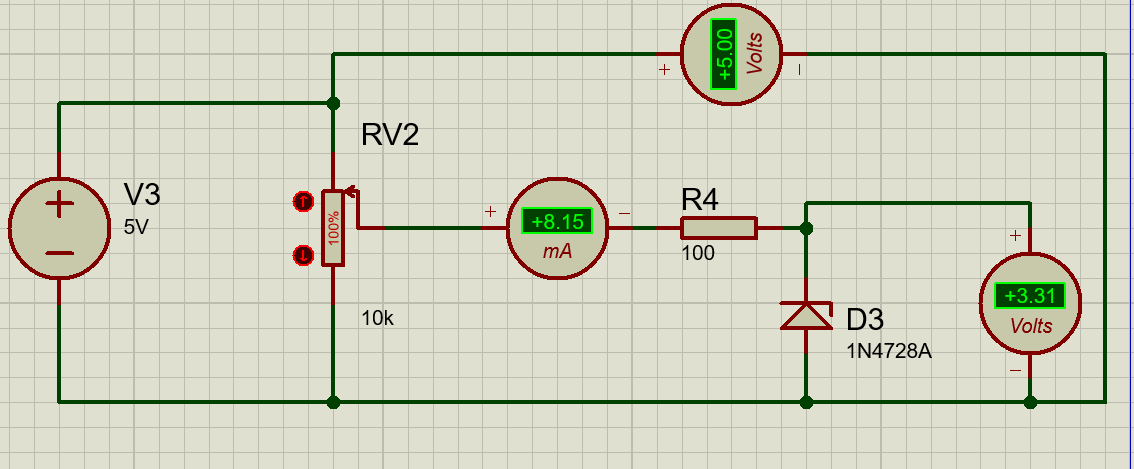 +5.00
Volts
+
−
RV2
V3
5V
100%
+
−
+8.15
mA
R4
100
10k
D3
1N4728A
+
+3.31
Volts
−